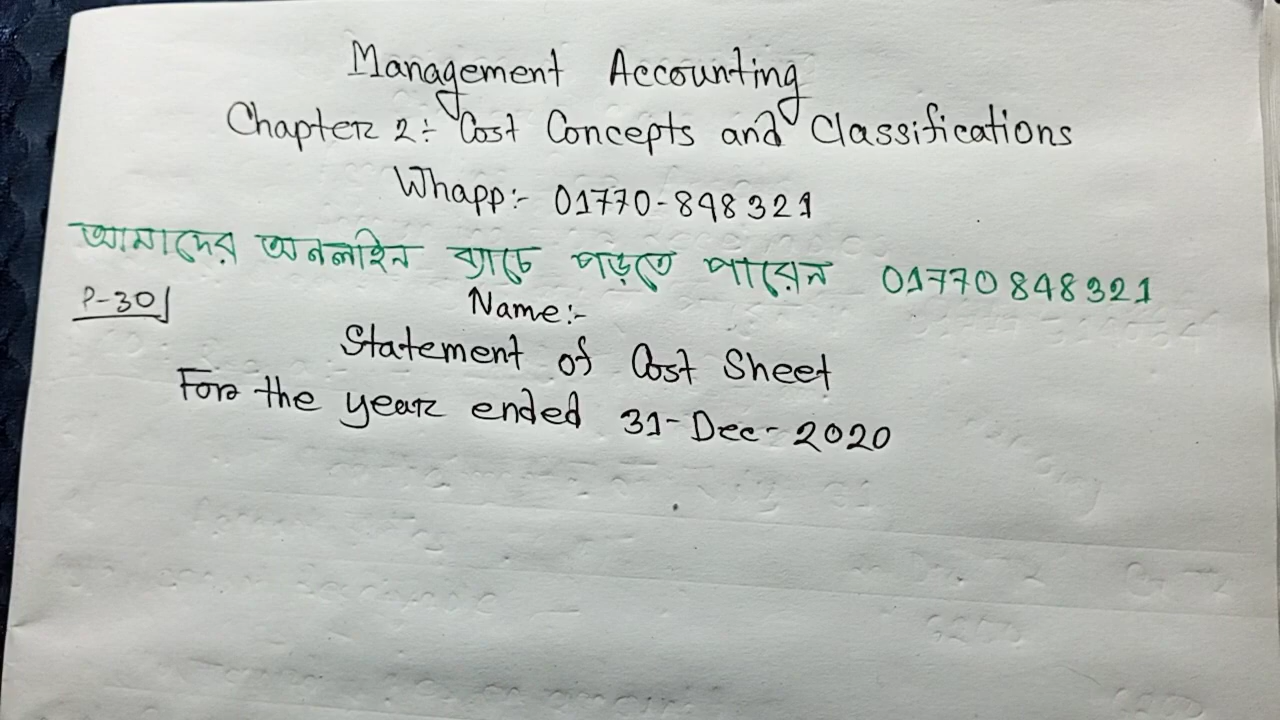 Management Accounting
Chapter 2:- Cost Concepts and Classifications
Whapp:- 01770-848321
আমাদের অনলাইন ব্যাচে পড়তে পারেন 01770848321
P-30
Name:-
Statement of Cost Sheet
For the year ended 31-Dec-2020